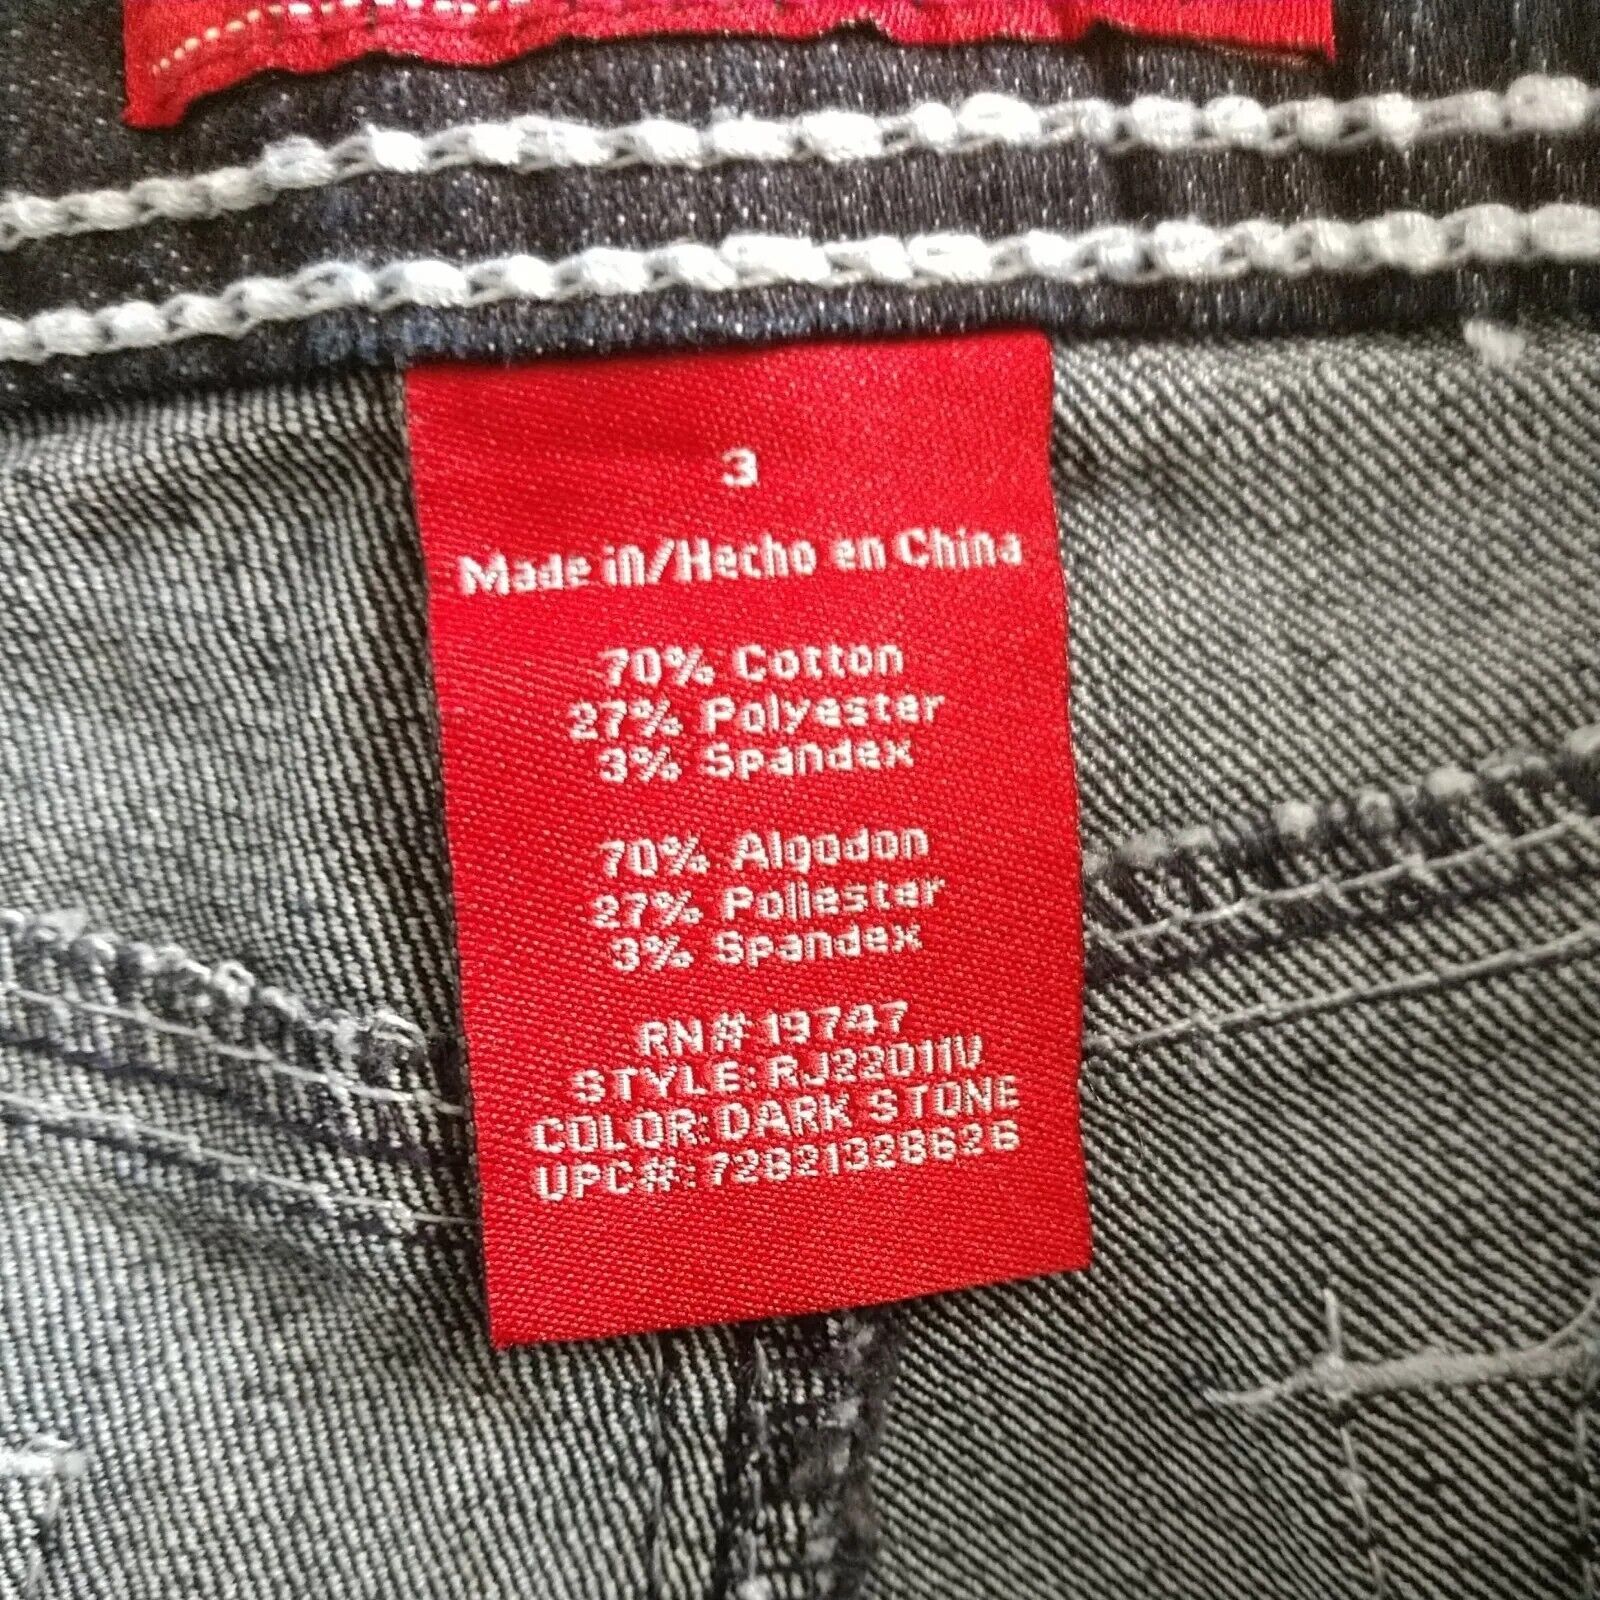 3
Made in/Hecho en China
70% Cotton
27% Polyester
3% Spandex
70% Algodon
27% Poliester
3% Spandex
RN# 19747
STYLE: RJ22011U
COLOR: DARK STONE
UPC#: 72821328626